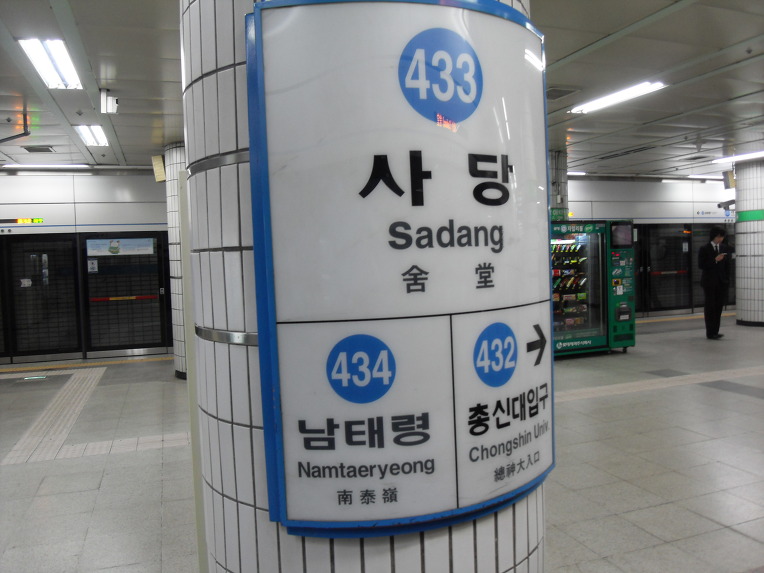 433
사당
Sadang
舍堂
434
남태령
Namtaeryeong
南泰嶺
432
총신대입구
Chongshin Univ.
總神大入口